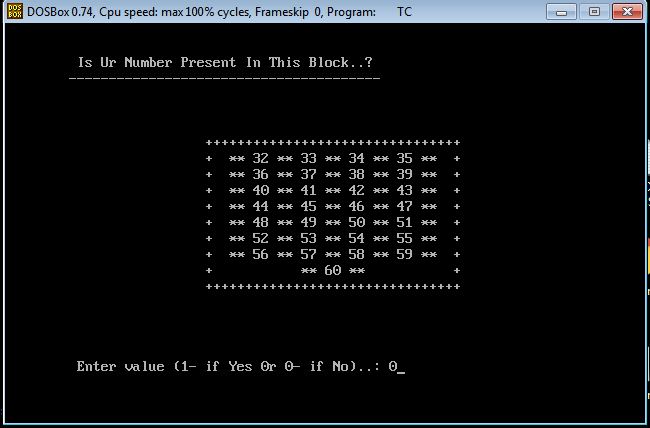 DOSBox 0.74, Cpu speed: max 100% cycles, Frameskip 0, Program: TC
Is Ur Number Present In This Block..?
---------------------------------------
++++++++++++++++++++++++++++++++
+ ** 32 ** 33 ** 34 ** 35 ** +
+ ** 36 ** 37 ** 38 ** 39 ** +
+ ** 40 ** 41 ** 42 ** 43 ** +
+ ** 44 ** 45 ** 46 ** 47 ** +
+ ** 48 ** 49 ** 50 ** 51 ** +
+ ** 52 ** 53 ** 54 ** 55 ** +
+ ** 56 ** 57 ** 58 ** 59 ** +
+ ** 60 ** +
++++++++++++++++++++++++++++++++
Enter value (1- if Yes Or 0- if No)..: 0_